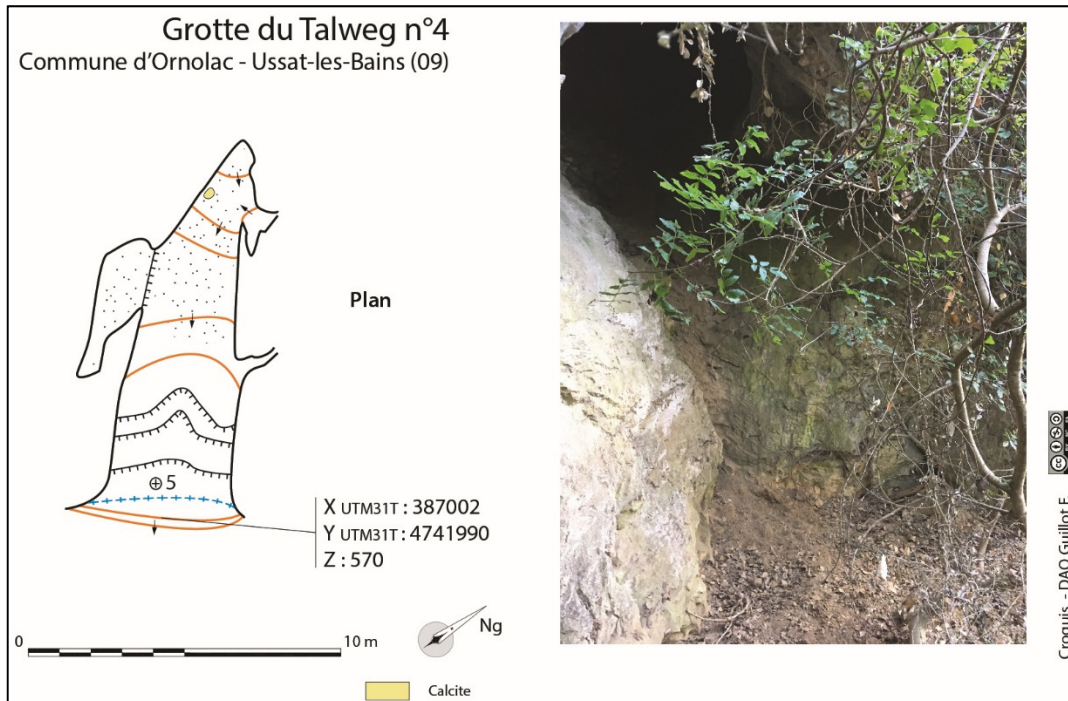 Grotte du Talweg n°4
Commune d'Ornolac - Ussat-les-Bains (09)
Plan
5
X UTM31T : 387002
Y UTM31T : 4741990
Z : 570
0 10 m
Ng
Calcite
cc
Croquis - DAO Guillot F.